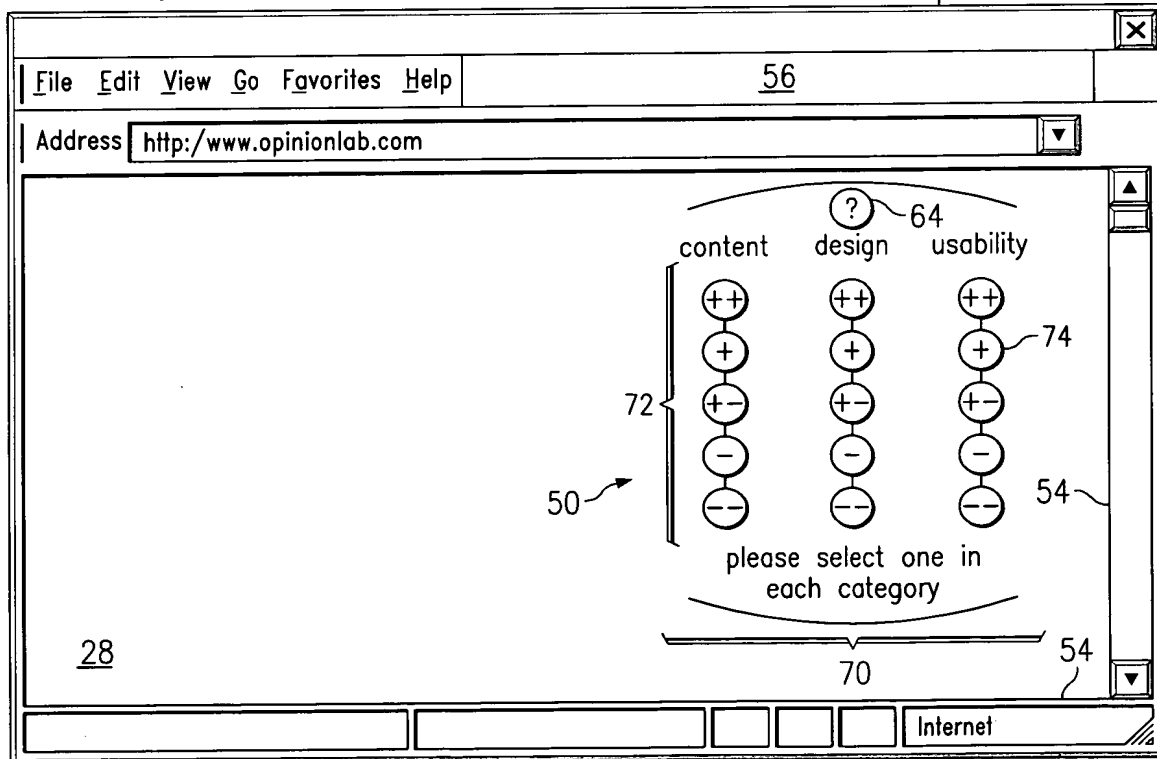 File Edit View Go Favorites Help 56
Address http:/www.opinionlab.com
? 64
content design usability
++ ++ ++
+ + + 74
72 +- +- +-
- - -
50 -- -- -- 54
please select one in
each category
28 70 54
Internet